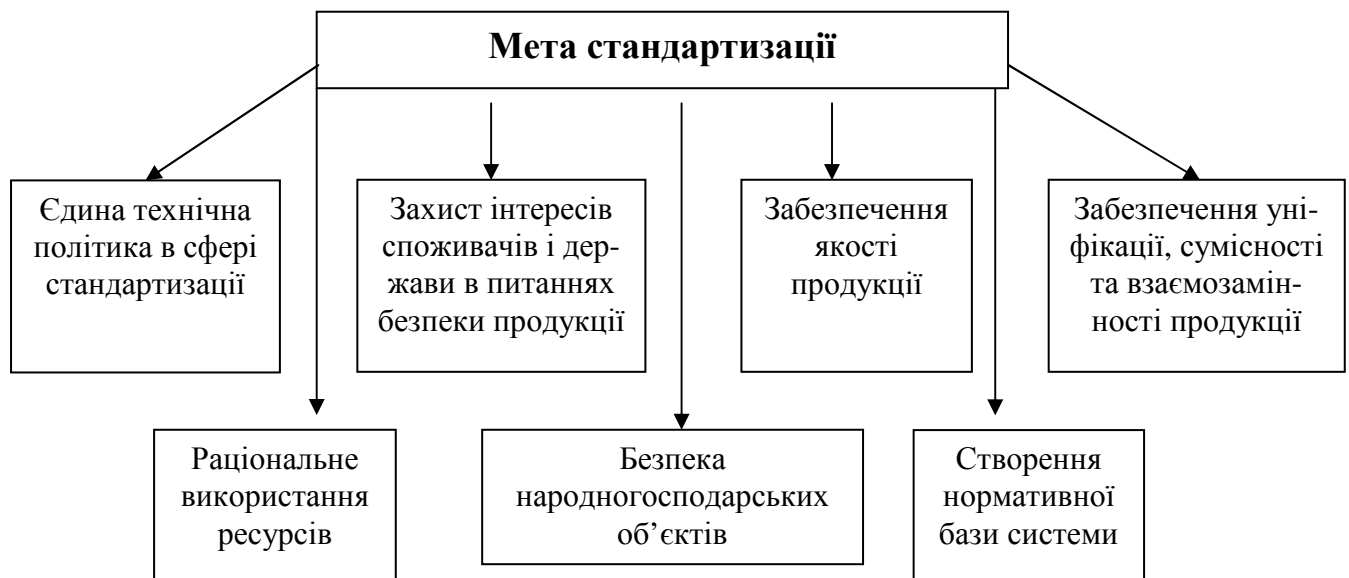 Мета стандартизації
Єдина технічна
політика в сфері
стандартизації
Захист інтересів
споживачів і дер-
жави в питаннях
безпеки продукції
Забезпечення
якості
продукції
Забезпечення уні-
фікації, сумісності
та взаємозамін-
ності продукції
Раціональне
використання
ресурсів
Безпека
народногосподарських
об’єктів
Створення
нормативної
бази системи